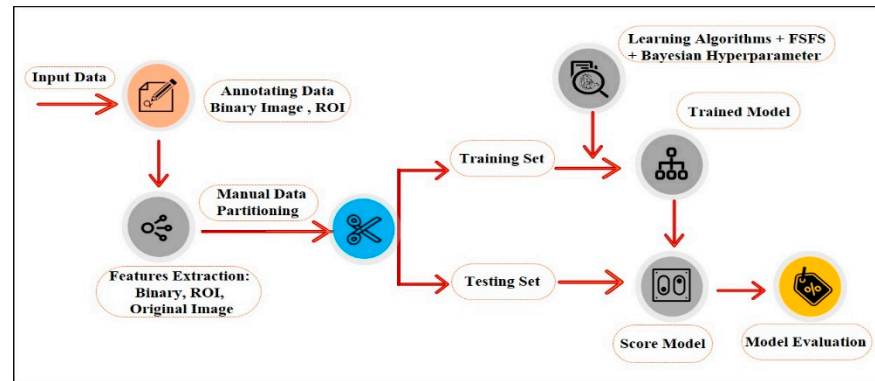 Input Data
Annotating Data
Binary Image , ROI
Features Extraction:
Binary, ROI,
Original Image
Manual Data
Partitioning
Training Set
Testing Set
Learning Algorithms + FSFS
+ Bayesian Hyperparameter
Trained Model
Score Model
Model Evaluation
%